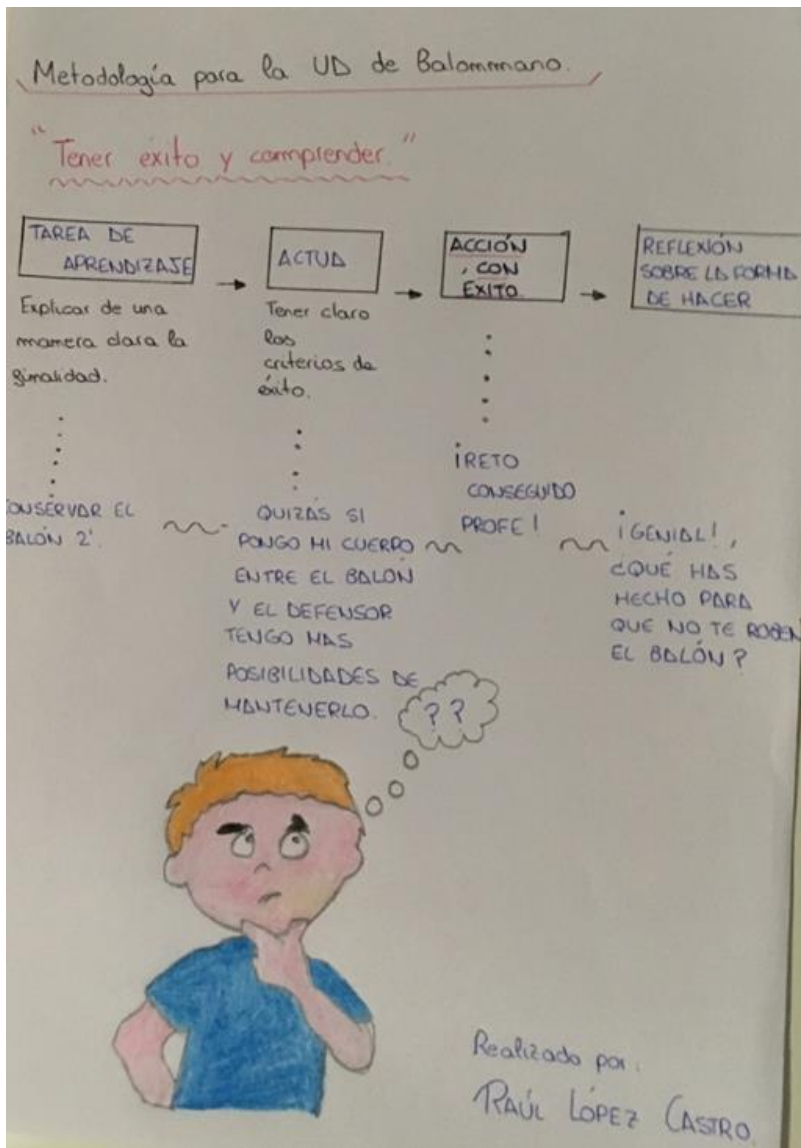 Metodología para la UD de Balonmano.
"Tener éxito y comprender."
TAREA DE
APRENDIZAJE
Explicar de una
manera clara la
finalidad.
CONSERVAR EL
BALÓN 2'.
ACTUA
Tener claro
los
criterios de
éxito.
QUIZÁS SI
PONGO MI CUERPO
ENTRE EL BALÓN
Y EL DEFENSOR
TENGO MAS
POSIBILIDADES DE
MANTENERLO.
ACCIÓN
, CON
EXITO.
¡RETO
CONSEGUIDO
PROFE!
REFLEXIÓN
SOBRE LA FORMA
DE HACER
¡GENIAL!,
¿QUÉ HAS
HECHO PARA
QUE NO TE ROBEN
EL BALÓN?
??
Realizado por:
RAÚL LÓPEZ CASTRO